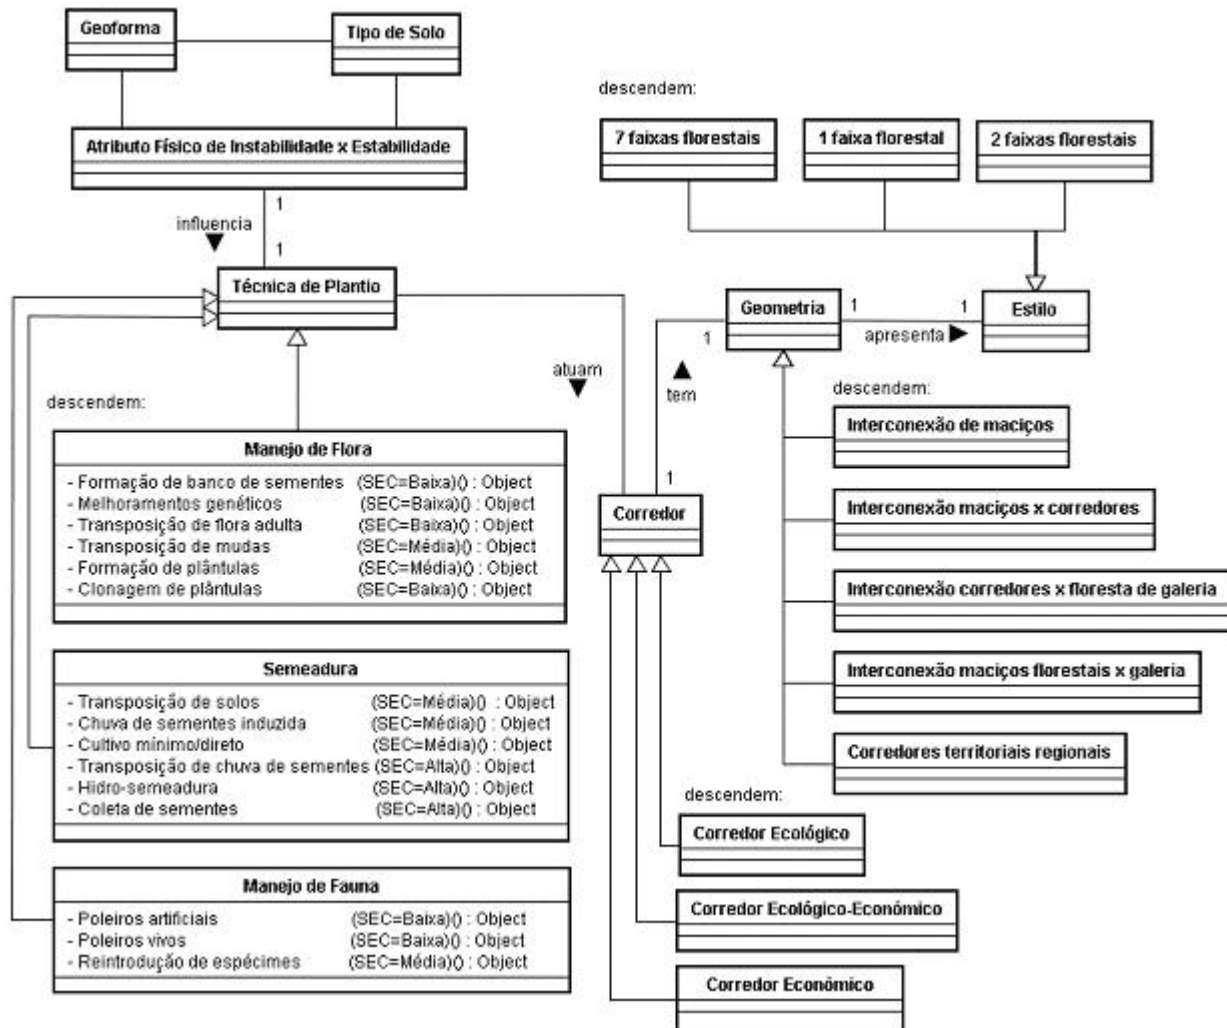 Geoforma
Tipo de Solo
Atributo Físico de Instabilidade x Estabilidade
1
influencia
1
Técnica de Plantio
descendem:
Manejo de Flora
- Formação de banco de sementes (SEC=Baixa)() : Object
- Melhoramentos genéticos (SEC=Baixa)() : Object
- Transposição de flora adulta (SEC=Baixa)() : Object
- Transposição de mudas (SEC=Média)() : Object
- Formação de plântulas (SEC=Média)() : Object
- Clonagem de plântulas (SEC=Baixa)() : Object
Semeadura
- Transposição de solos (SEC=Média)() : Object
- Chuva de sementes induzida (SEC=Média)() : Object
- Cultivo mínimo/direto (SEC=Média)() : Object
- Transposição de chuva de sementes (SEC=Alta)() : Object
- Hidro-semeadura (SEC=Alta)() : Object
- Coleta de sementes (SEC=Alta)() : Object
Manejo de Fauna
- Poleiros artificiais (SEC=Baixa)() : Object
- Poleiros vivos (SEC=Baixa)() : Object
- Reintrodução de espécimes (SEC=Média)() : Object
descendem:
7 faixas florestais
1 faixa florestal
2 faixas florestais
Geometria
1
apresenta
1
Estilo
atuam
1
tem
1
Corredor
descendem:
Interconexão de maciços
Interconexão maciços x corredores
Interconexão corredores x floresta de galeria
Interconexão maciços florestais x galeria
Corredores territoriais regionais
descendem:
Corredor Ecológico
Corredor Ecológico-Económico
Corredor Económico